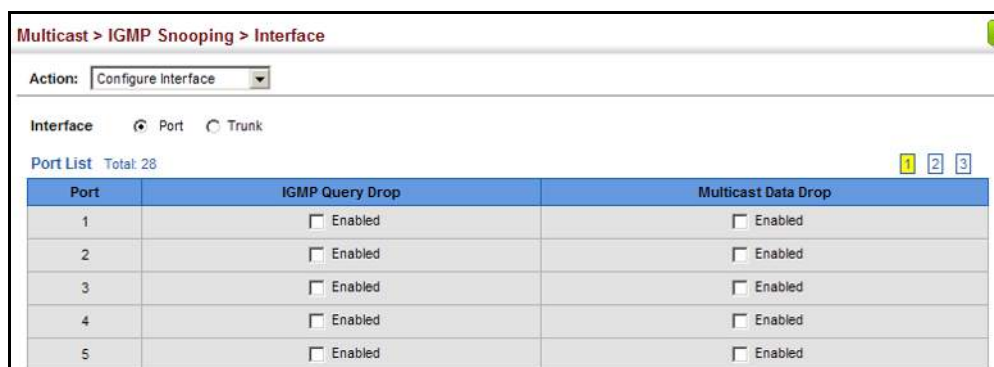 Multicast > IGMP Snooping > Interface
Action: Configure Interface
Interface Port Trunk
Port List Total: 28 1 2 3
Port IGMP Query Drop Multicast Data Drop
1 Enabled Enabled
2 Enabled Enabled
3 Enabled Enabled
4 Enabled Enabled
5 Enabled Enabled